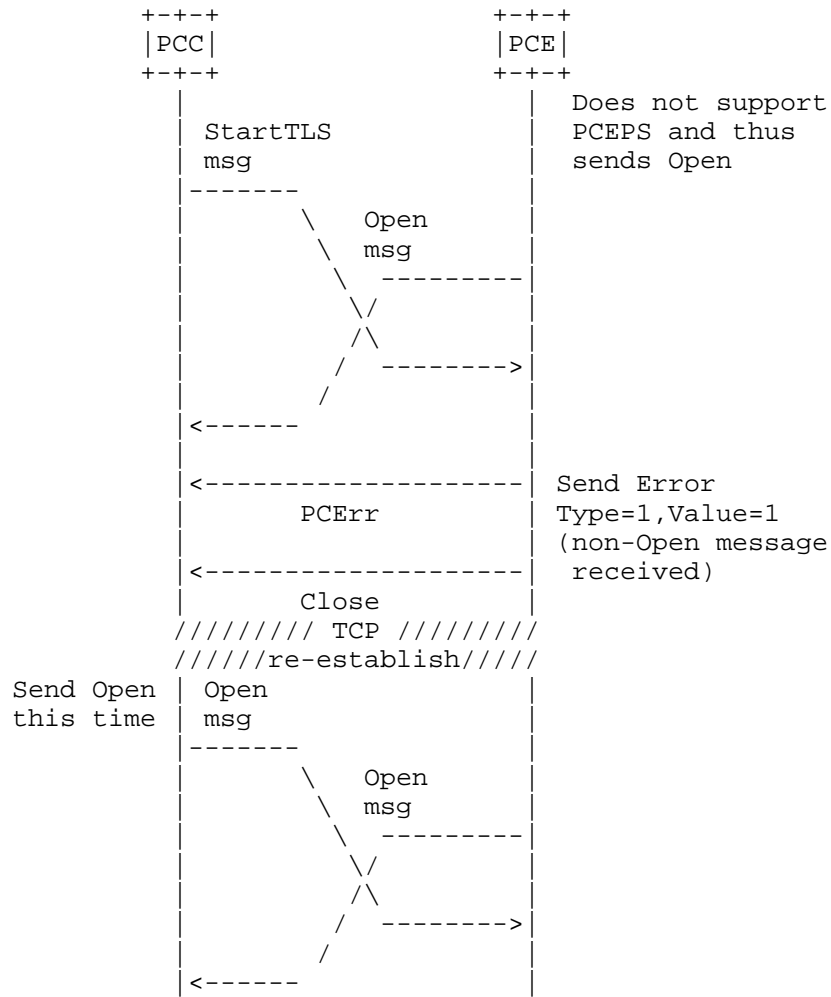 +-+-+                 +-+-+
|PCC|                 |PCE|
+-+-+                 +-+-+
  |                     |  Does not support
  | StartTLS            |  PCEPS and thus
  | msg                 |  sends Open
  |-------              |
  |       \   Open      |
  |        \  msg       |
  |         \  ---------|
  |          \/         |
  |          /\         |
  |         /  -------->|
  |        /            |
  |<------              |
  |                     |
  |<--------------------| Send Error
  |       PCErr         | Type=1,Value=1
  |                     | (non-Open message
  |<--------------------|  received)
  |       Close         |
  ///////// TCP /////////
  //////re-establish/////
Send Open | Open                |
this time | msg                 |
  |-------              |
  |       \   Open      |
  |        \  msg       |
  |         \  ---------|
  |          \/         |
  |          /\         |
  |         /  -------->|
  |        /            |
  |<------              |